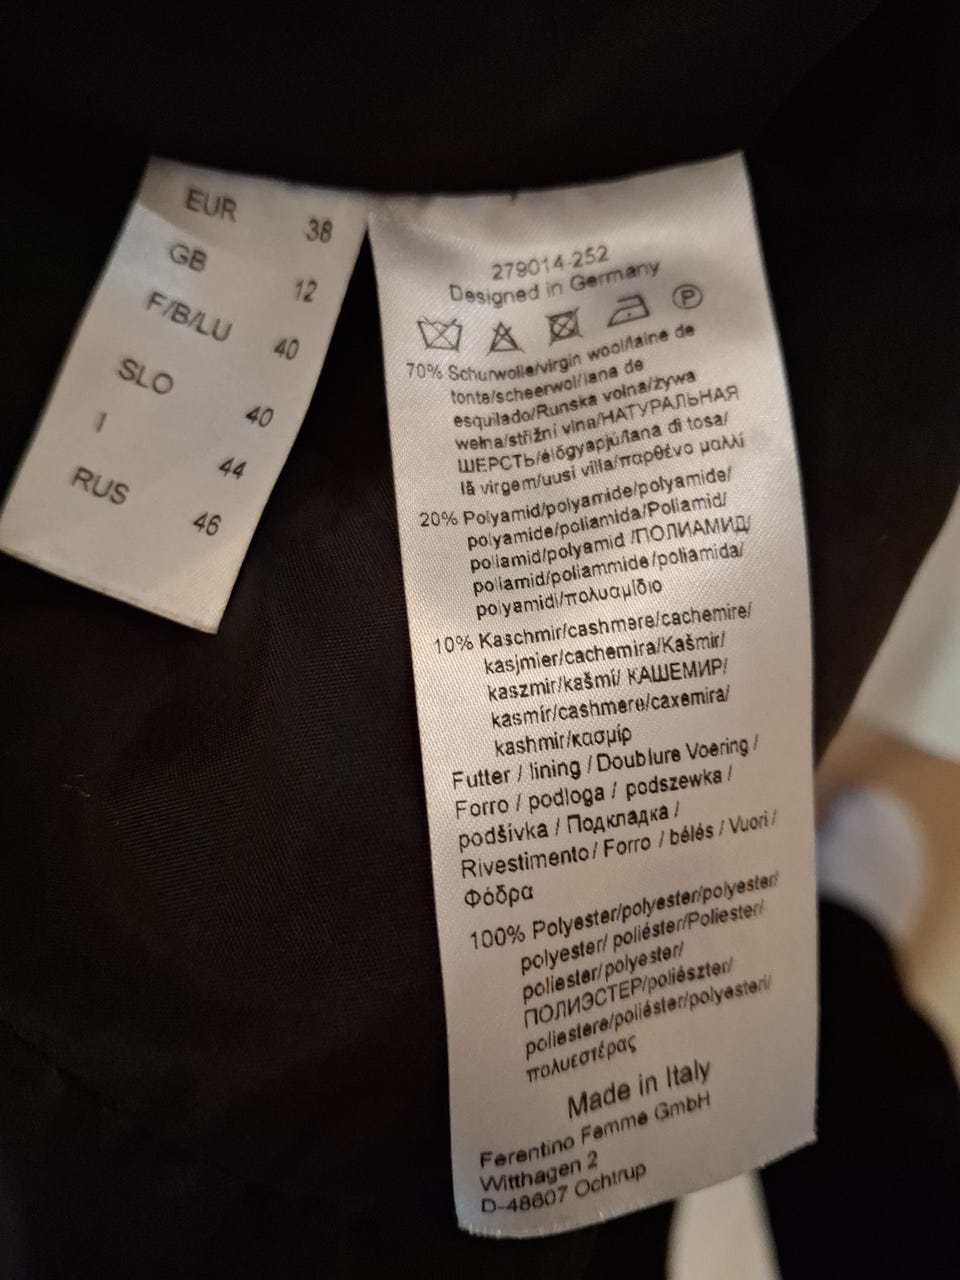 EUR 38
GB 12
F/B/LU 40
SLO 40
I 44
RUS 46
279014-252
Designed in Germany
P
70% Schurwolle/virgin wool/laine de
tonte/scheerwol/lana de
esquilado/Runska volna/żywa
wełna/střižní vlna/НАТУРАЛЬНАЯ
ШЕРСТЬ/élőgyapjú/lana di tosa/
lã virgem/uusi villa/παρθένο μαλλί
20% Polyamid/polyamide/polyamide/
polyamide/poliamida/Poliamid/
poliamid/polyamid /ПОЛИАМИД/
poliamid/poliammide/poliamida/
polyamidi/πολυαμίδιο
10% Kaschmir/cashmere/cachemire/
kasjmier/cachemira/Kašmir/
kaszmir/kašmí/ КАШЕМИР/
kasmír/cashmere/caxemira/
kashmir/κασμίρ
Futter / lining / Doublure Voering /
Forro / podloga / podszewka /
podšívka / Подкладка /
Rivestimento / Forro / bélés / Vuori /
Φόδρα
100% Polyester/polyester/polyester/
polyester/ poliéster/Poliester/
poliester/polyester/
ПОЛИЭСТЕР/poliészter/
poliestere/poliéster/polyesteri/
πολυεστέρας
Made in Italy
Ferentino Femme GmbH
Witthagen 2
D-48607 Ochtrup